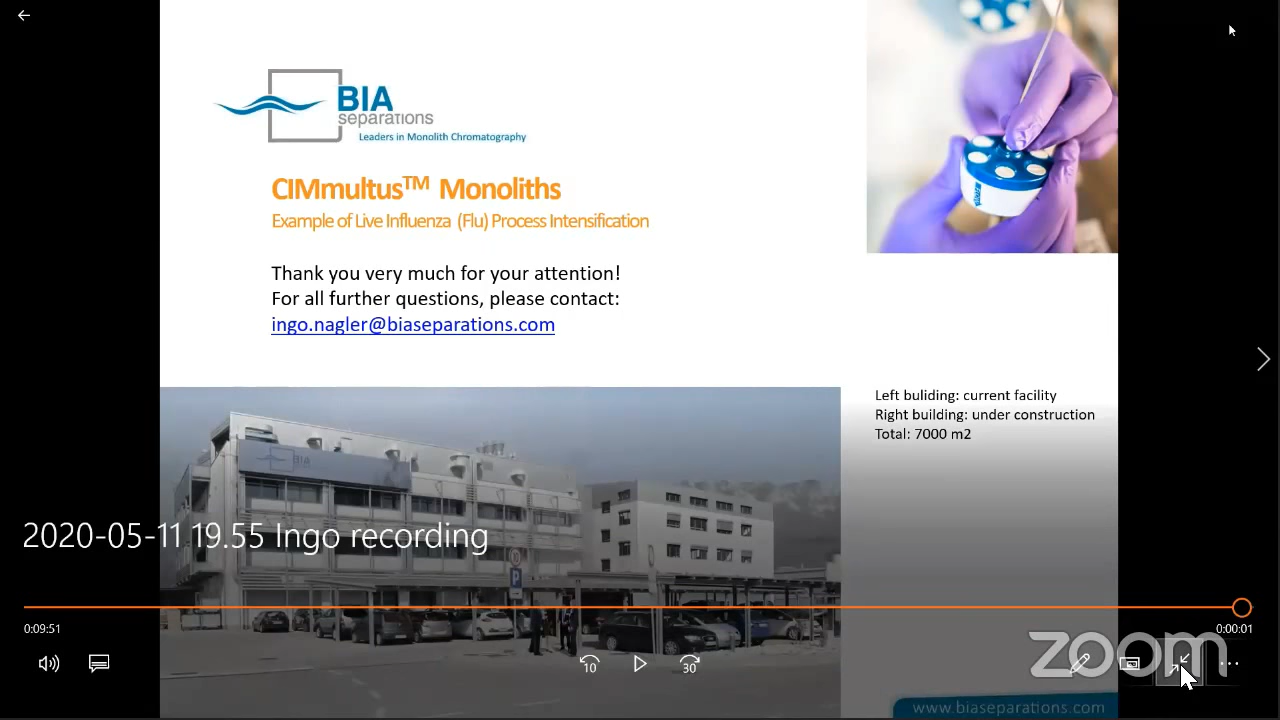 BIA
separations
Leaders in Monolith Chromatography
CIMmultus™ Monoliths
Example of Live Influenza (Flu) Process Intensification
Thank you very much for your attention!
For all further questions, please contact:
ingo.nagler@biaseparations.com
Left buliding: current facility
Right building: under construction
Total: 7000 m2
BIA
P
2020-05-11 19.55 Ingo recording
0:09:51
0:00:01
10
30
zoom
www.biaseparations.com